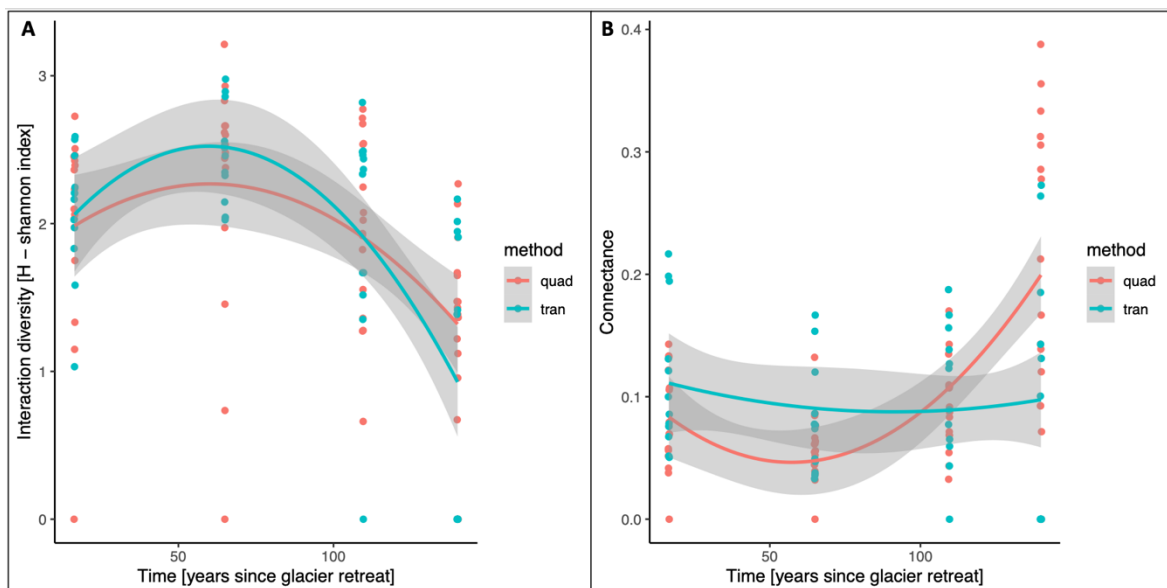 A
Interaction diversity [H − shannon index]
3
2
1
0
50
100
Time [years since glacier retreat]
method
quad
tran
B
Connectance
0.4
0.3
0.2
0.1
0.0
50
100
Time [years since glacier retreat]
method
quad
tran